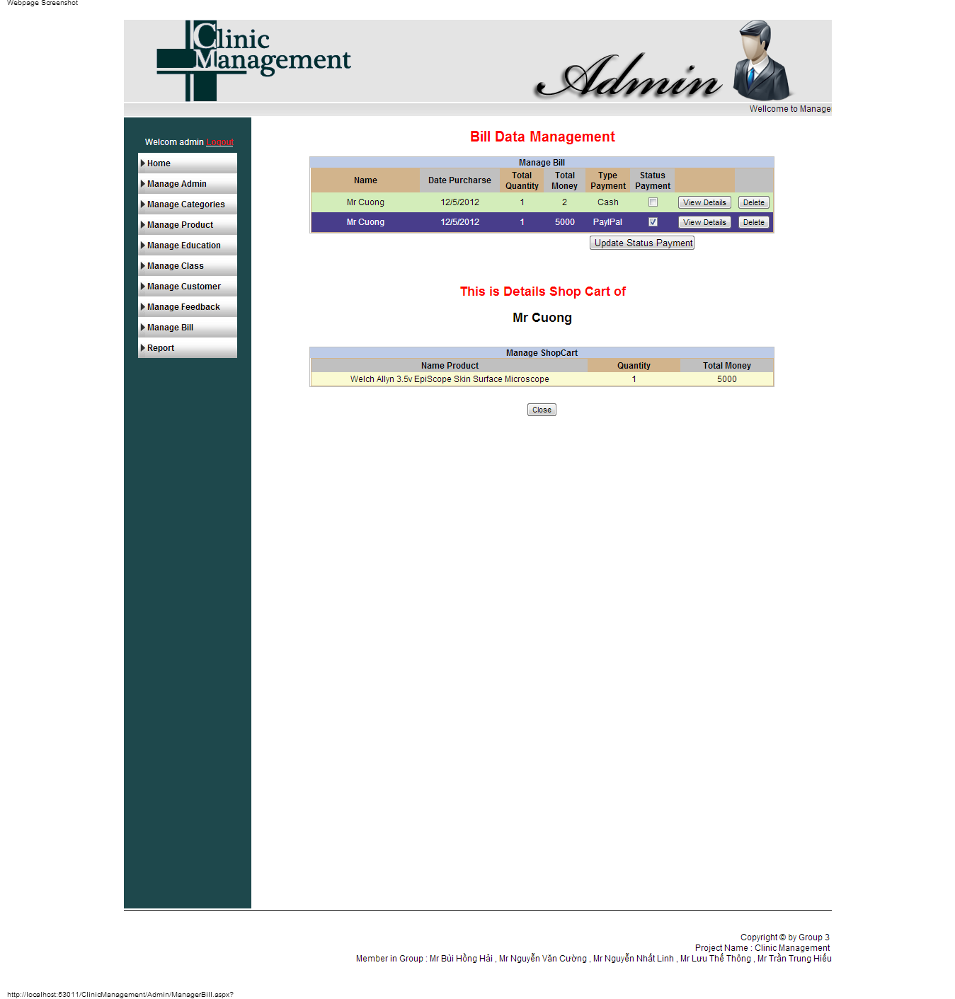 Webpage Screenshot
Clinic
Management
Admin
Wellcome to Manage
Welcom admin Logout
Home
Manage Admin
Manage Categories
Manage Product
Manage Education
Manage Class
Manage Customer
Manage Feedback
Manage Bill
Report
Bill Data Management
Manage Bill
Name Date Purcharse Total Quantity Total Money Type Payment Status Payment
Mr Cuong 12/5/2012 1 2 Cash View Details Delete
Mr Cuong 12/5/2012 1 5000 PaylPal View Details Delete
Update Status Payment
This is Details Shop Cart of
Mr Cuong
Manage ShopCart
Name Product Quantity Total Money
Welch Allyn 3.5v EpiScope Skin Surface Microscope 1 5000
Close
Copyright © by Group 3
Project Name : Clinic Management
Member in Group : Mr Bùi Hồng Hải , Mr Nguyễn Văn Cường , Mr Nguyễn Nhất Linh , Mr Lưu Thế Thông , Mr Trần Trung Hiếu
http://localhost:53011/ClinicManagement/Admin/ManagerBill.aspx?